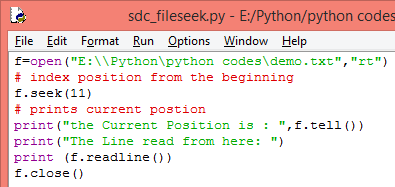 sdc_fileseek.py - E:/Python/python codes
File Edit Format Run Options Window Help
f=open("E:\\Python\python codes\demo.txt","rt")
# index position from the beginning
f.seek(11)
# prints current postion
print("the Current Position is : ",f.tell())
print("The Line read from here: ")
print (f.readline())
f.close()